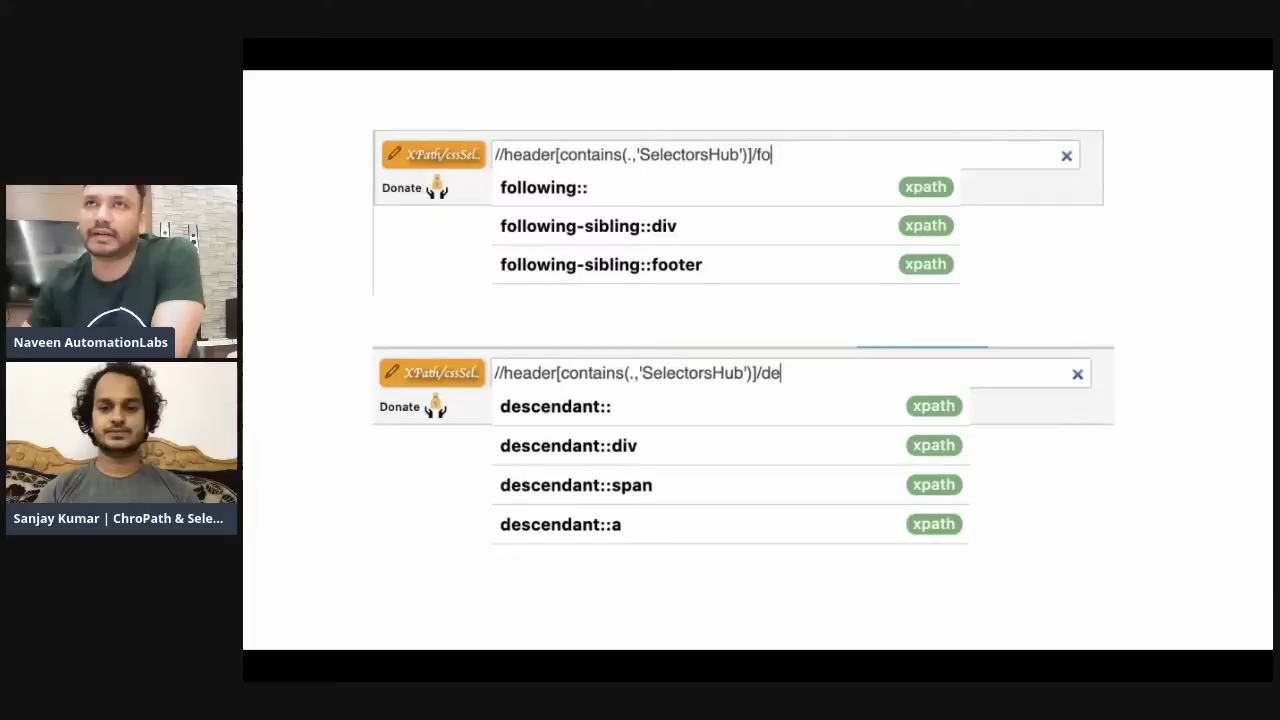 XPath/cssSel..
//header[contains(.,'SelectorsHub')]/fo
Donate
following::
xpath
following-sibling::div
xpath
following-sibling::footer
xpath
Naveen AutomationLabs
XPath/cssSel..
//header[contains(.,'SelectorsHub')]/de
Donate
descendant::
xpath
descendant::div
xpath
descendant::span
xpath
descendant::a
xpath
Sanjay Kumar | ChroPath & Sele...